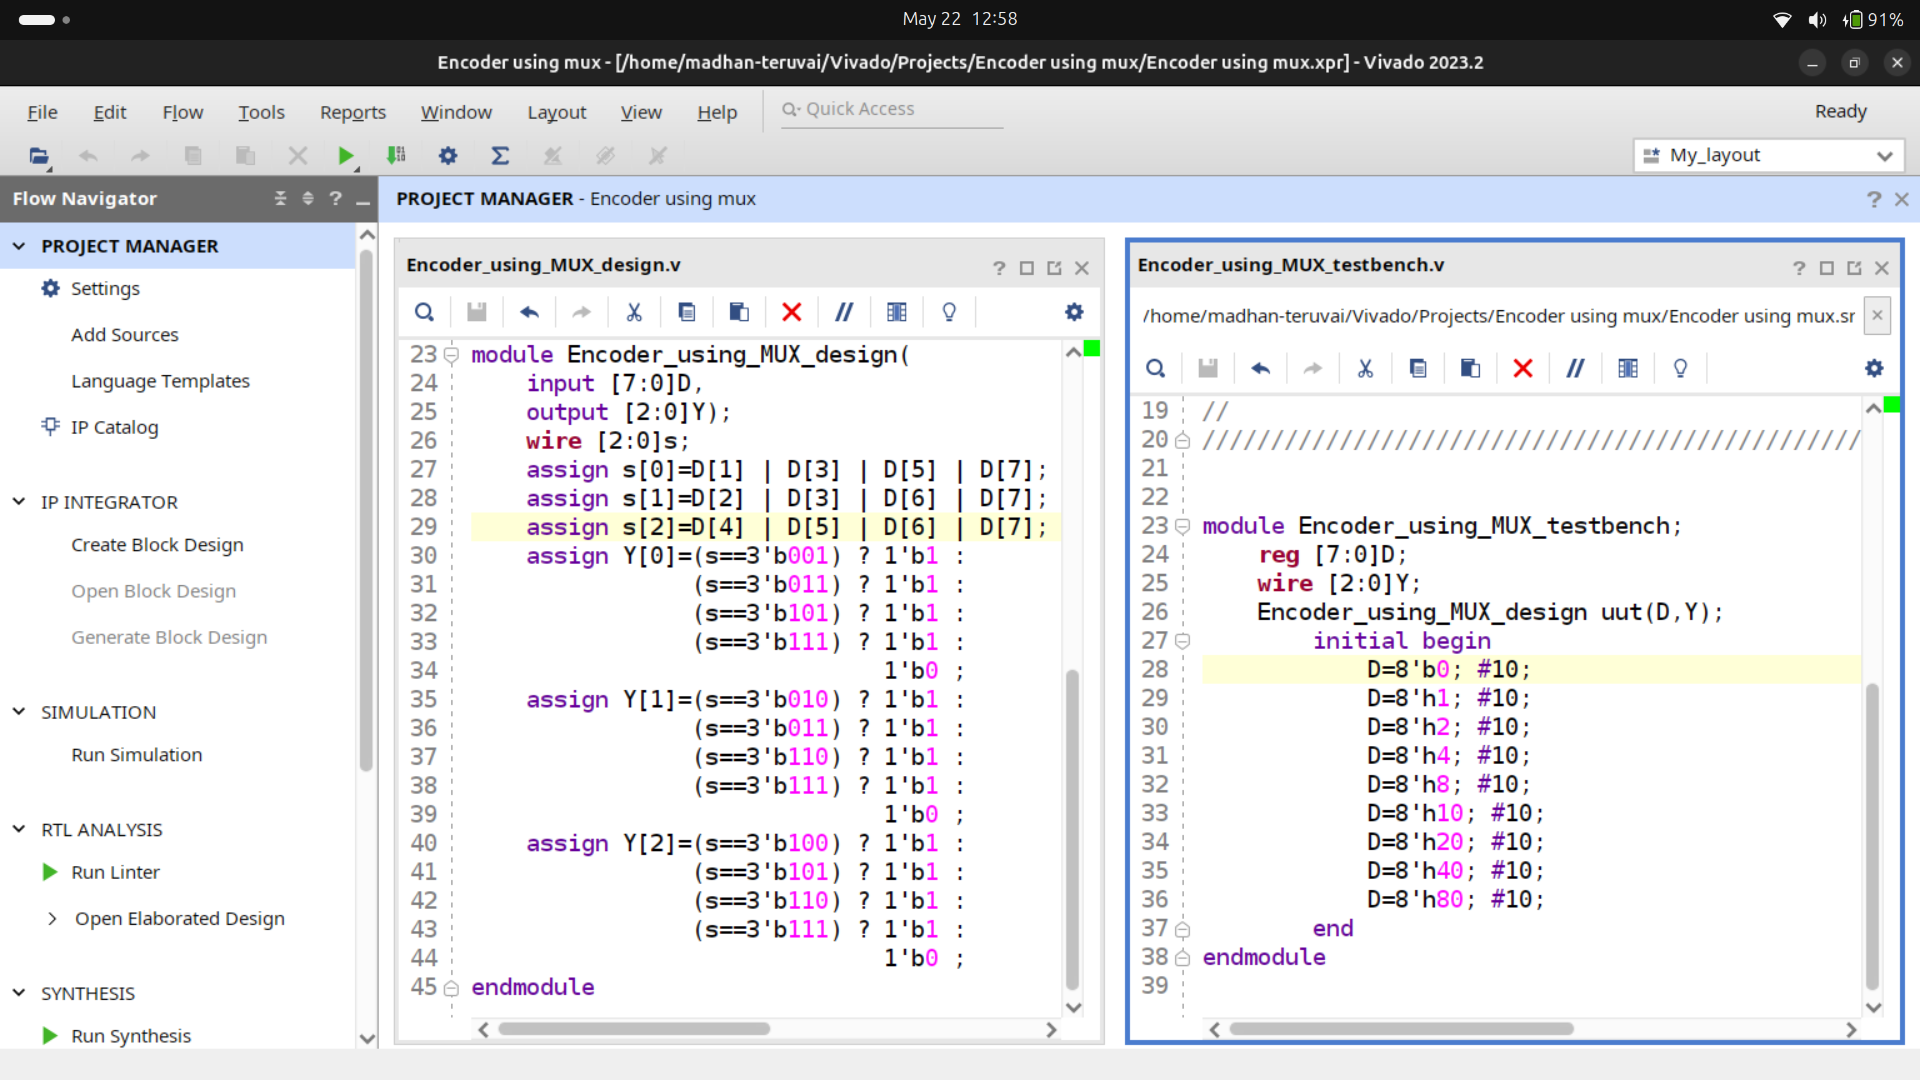 May 22 12:58
91%
Encoder using mux - [/home/madhan-teruvai/Vivado/Projects/Encoder using mux/Encoder using mux.xpr] - Vivado 2023.2
File Edit Flow Tools Reports Window Layout View Help Quick Access
Ready
My_layout
Flow Navigator
PROJECT MANAGER
Settings
Add Sources
Language Templates
IP Catalog
IP INTEGRATOR
Create Block Design
Open Block Design
Generate Block Design
SIMULATION
Run Simulation
RTL ANALYSIS
Run Linter
Open Elaborated Design
SYNTHESIS
Run Synthesis
PROJECT MANAGER - Encoder using mux
Encoder_using_MUX_design.v
23 module Encoder_using_MUX_design(
24 input [7:0]D,
25 output [2:0]Y);
26 wire [2:0]s;
27 assign s[0]=D[1] | D[3] | D[5] | D[7];
28 assign s[1]=D[2] | D[3] | D[6] | D[7];
29 assign s[2]=D[4] | D[5] | D[6] | D[7];
30 assign Y[0]=(s==3'b001) ? 1'b1 :
31 (s==3'b011) ? 1'b1 :
32 (s==3'b101) ? 1'b1 :
33 (s==3'b111) ? 1'b1 :
34 1'b0 ;
35 assign Y[1]=(s==3'b010) ? 1'b1 :
36 (s==3'b011) ? 1'b1 :
37 (s==3'b110) ? 1'b1 :
38 (s==3'b111) ? 1'b1 :
39 1'b0 ;
40 assign Y[2]=(s==3'b100) ? 1'b1 :
41 (s==3'b101) ? 1'b1 :
42 (s==3'b110) ? 1'b1 :
43 (s==3'b111) ? 1'b1 :
44 1'b0 ;
45 endmodule
Encoder_using_MUX_testbench.v
/home/madhan-teruvai/Vivado/Projects/Encoder using mux/Encoder using mux.sr
19 //
20 ////////////////////////////////////////////////
21
22
23 module Encoder_using_MUX_testbench;
24 reg [7:0]D;
25 wire [2:0]Y;
26 Encoder_using_MUX_design uut(D,Y);
27 initial begin
28 D=8'b0; #10;
29 D=8'h1; #10;
30 D=8'h2; #10;
31 D=8'h4; #10;
32 D=8'h8; #10;
33 D=8'h10; #10;
34 D=8'h20; #10;
35 D=8'h40; #10;
36 D=8'h80; #10;
37 end
38 endmodule
39